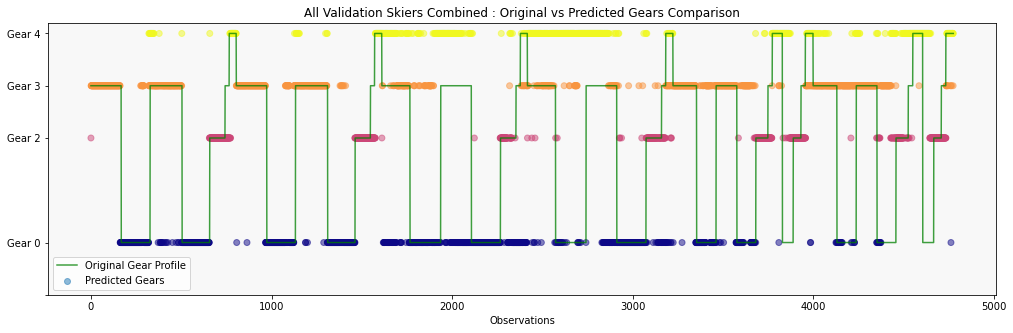 All Validation Skiers Combined : Original vs Predicted Gears Comparison
Gear 4
Gear 3
Gear 2
Gear 0
Original Gear Profile
Predicted Gears
0 1000 2000 3000 4000 5000
Observations